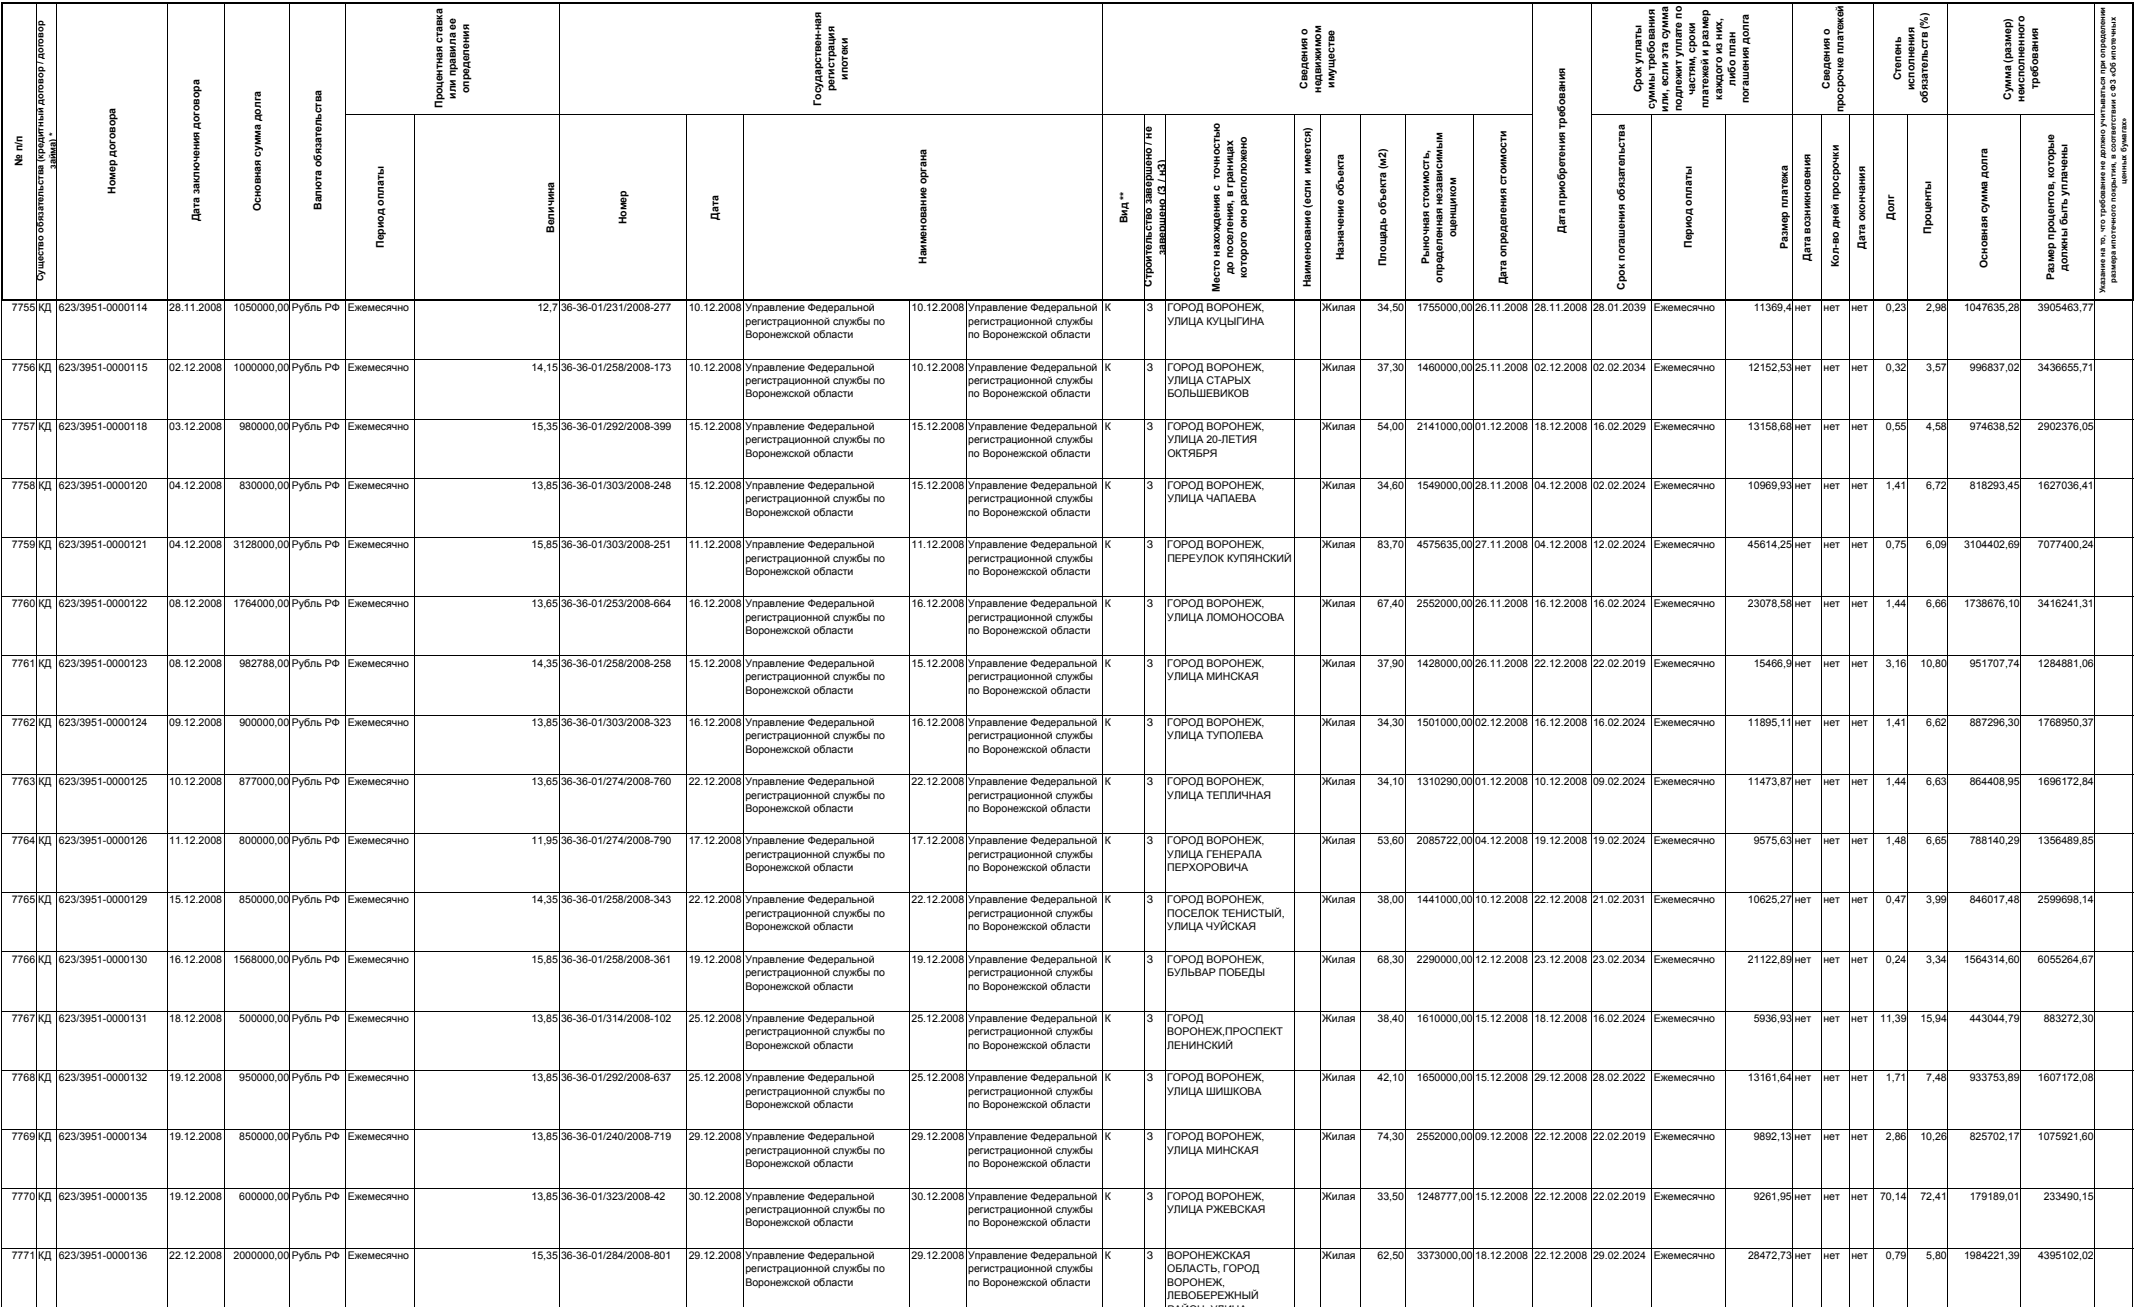 № п/п
Существо обязательства (кредитный договор / договор
займа) *
Номер договора
Дата заключения договора
Основная сумма долга
Валюта обязательства
Процентная ставка
или правила ее
определения
Период оплаты
Величина
Государствен-ная
регистрация
ипотеки
Номер
Дата
Наименование органа
Сведения о
недвижимом
имуществе
Вид **
Строительство завершено / не
завершено (З / нЗ)
Место нахождения с точностью
до поселения, в границах
которого оно расположено
Наименование (если имеется)
Назначение объекта
Площадь объекта (м2)
Рыночная стоимость,
определенная независимым
оценщиком
Дата определения стоимости
Дата приобретения требования
Срок уплаты
суммы требования
или, если эта сумма
подлежит уплате по
частям, сроки
платежей и размер
каждого из них,
либо план
погашения долга
Срок погашения обязательства
Период оплаты
Размер платежа
Сведения о
просрочке платежей
Дата возникновения
Кол-во дней просрочки
Дата окончания
Степень
исполнения
обязательств (%)
Долг
Проценты
Сумма (размер)
неисполненного
требования
Основная сумма долга
Размер процентов, которые
должны быть уплачены
Указание на то, что требование не должно учитываться при определении
размера ипотечного покрытия, в соответствии с ФЗ «Об ипотечных
ценных бумагах»
7755 КД 623/3951-0000114 28.11.2008 1050000,00 Рубль РФ Ежемесячно 12,7 36-36-01/231/2008-277 10.12.2008 Управление Федеральной 10.12.2008 Управление Федеральной К З ГОРОД ВОРОНЕЖ, Жилая 34,50 1755000,00 26.11.2008 28.11.2008 28.01.2039 Ежемесячно 11369,4 нет нет нет 0,23 2,98 1047635,28 3905463,77
регистрационной службы по регистрационной службы УЛИЦА КУЦЫГИНА
Воронежской области по Воронежской области
7756 КД 623/3951-0000115 02.12.2008 1000000,00 Рубль РФ Ежемесячно 14,15 36-36-01/258/2008-173 10.12.2008 Управление Федеральной 10.12.2008 Управление Федеральной К З ГОРОД ВОРОНЕЖ, Жилая 37,30 1460000,00 25.11.2008 02.12.2008 02.02.2034 Ежемесячно 12152,53 нет нет нет 0,32 3,57 996837,02 3436655,71
регистрационной службы по регистрационной службы УЛИЦА СТАРЫХ
Воронежской области по Воронежской области БОЛЬШЕВИКОВ
7757 КД 623/3951-0000118 03.12.2008 980000,00 Рубль РФ Ежемесячно 15,35 36-36-01/292/2008-399 15.12.2008 Управление Федеральной 15.12.2008 Управление Федеральной К З ГОРОД ВОРОНЕЖ, Жилая 54,00 2141000,00 01.12.2008 18.12.2008 16.02.2029 Ежемесячно 13158,68 нет нет нет 0,55 4,58 974638,52 2902376,05
регистрационной службы по регистрационной службы УЛИЦА 20-ЛЕТИЯ
Воронежской области по Воронежской области ОКТЯБРЯ
7758 КД 623/3951-0000120 04.12.2008 830000,00 Рубль РФ Ежемесячно 13,85 36-36-01/303/2008-248 15.12.2008 Управление Федеральной 15.12.2008 Управление Федеральной К З ГОРОД ВОРОНЕЖ, Жилая 34,60 1549000,00 28.11.2008 04.12.2008 02.02.2024 Ежемесячно 10969,93 нет нет нет 1,41 6,72 818293,45 1627036,41
регистрационной службы по регистрационной службы УЛИЦА ЧАПАЕВА
Воронежской области по Воронежской области
7759 КД 623/3951-0000121 04.12.2008 3128000,00 Рубль РФ Ежемесячно 15,85 36-36-01/303/2008-251 11.12.2008 Управление Федеральной 11.12.2008 Управление Федеральной К З ГОРОД ВОРОНЕЖ, Жилая 83,70 4575635,00 27.11.2008 04.12.2008 12.02.2024 Ежемесячно 45614,25 нет нет нет 0,75 6,09 3104402,69 7077400,24
регистрационной службы по регистрационной службы ПЕРЕУЛОК КУПЯНСКИЙ
Воронежской области по Воронежской области
7760 КД 623/3951-0000122 08.12.2008 1764000,00 Рубль РФ Ежемесячно 13,65 36-36-01/253/2008-664 16.12.2008 Управление Федеральной 16.12.2008 Управление Федеральной К З ГОРОД ВОРОНЕЖ, Жилая 67,40 2552000,00 26.11.2008 16.12.2008 16.02.2024 Ежемесячно 23078,58 нет нет нет 1,44 6,66 1738676,10 3416241,31
регистрационной службы по регистрационной службы УЛИЦА ЛОМОНОСОВА
Воронежской области по Воронежской области
7761 КД 623/3951-0000123 08.12.2008 982788,00 Рубль РФ Ежемесячно 14,35 36-36-01/258/2008-258 15.12.2008 Управление Федеральной 15.12.2008 Управление Федеральной К З ГОРОД ВОРОНЕЖ, Жилая 37,90 1428000,00 26.11.2008 22.12.2008 22.02.2019 Ежемесячно 15466,9 нет нет нет 3,16 10,80 951707,74 1284881,06
регистрационной службы по регистрационной службы УЛИЦА МИНСКАЯ
Воронежской области по Воронежской области
7762 КД 623/3951-0000124 09.12.2008 900000,00 Рубль РФ Ежемесячно 13,85 36-36-01/303/2008-323 16.12.2008 Управление Федеральной 16.12.2008 Управление Федеральной К З ГОРОД ВОРОНЕЖ, Жилая 34,30 1501000,00 02.12.2008 16.12.2008 16.02.2024 Ежемесячно 11895,11 нет нет нет 1,41 6,62 887296,30 1768950,37
регистрационной службы по регистрационной службы УЛИЦА ТУПОЛЕВА
Воронежской области по Воронежской области
7763 КД 623/3951-0000125 10.12.2008 877000,00 Рубль РФ Ежемесячно 13,65 36-36-01/274/2008-760 22.12.2008 Управление Федеральной 22.12.2008 Управление Федеральной К З ГОРОД ВОРОНЕЖ, Жилая 34,10 1310290,00 01.12.2008 10.12.2008 09.02.2024 Ежемесячно 11473,87 нет нет нет 1,44 6,63 864408,95 1696172,84
регистрационной службы по регистрационной службы УЛИЦА ТЕПЛИЧНАЯ
Воронежской области по Воронежской области
7764 КД 623/3951-0000126 11.12.2008 800000,00 Рубль РФ Ежемесячно 11,95 36-36-01/274/2008-790 17.12.2008 Управление Федеральной 17.12.2008 Управление Федеральной К З ГОРОД ВОРОНЕЖ, Жилая 53,60 2085722,00 04.12.2008 19.12.2008 19.02.2024 Ежемесячно 9575,63 нет нет нет 1,48 6,65 788140,29 1356489,85
регистрационной службы по регистрационной службы УЛИЦА ГЕНЕРАЛА
Воронежской области по Воронежской области ПЕРХОРОВИЧА
7765 КД 623/3951-0000129 15.12.2008 850000,00 Рубль РФ Ежемесячно 14,35 36-36-01/258/2008-343 22.12.2008 Управление Федеральной 22.12.2008 Управление Федеральной К З ГОРОД ВОРОНЕЖ, Жилая 38,00 1441000,00 10.12.2008 22.12.2008 21.02.2031 Ежемесячно 10625,27 нет нет нет 0,47 3,99 846017,48 2599698,14
регистрационной службы по регистрационной службы ПОСЕЛОК ТЕНИСТЫЙ,
Воронежской области по Воронежской области УЛИЦА ЧУЙСКАЯ
7766 КД 623/3951-0000130 16.12.2008 1568000,00 Рубль РФ Ежемесячно 15,85 36-36-01/258/2008-361 19.12.2008 Управление Федеральной 19.12.2008 Управление Федеральной К З ГОРОД ВОРОНЕЖ, Жилая 68,30 2290000,00 12.12.2008 23.12.2008 23.02.2034 Ежемесячно 21122,89 нет нет нет 0,24 3,34 1564314,60 6055264,67
регистрационной службы по регистрационной службы БУЛЬВАР ПОБЕДЫ
Воронежской области по Воронежской области
7767 КД 623/3951-0000131 18.12.2008 500000,00 Рубль РФ Ежемесячно 13,85 36-36-01/314/2008-102 25.12.2008 Управление Федеральной 25.12.2008 Управление Федеральной К З ГОРОД Жилая 38,40 1610000,00 15.12.2008 18.12.2008 16.02.2024 Ежемесячно 5936,93 нет нет нет 11,39 15,94 443044,79 883272,30
регистрационной службы по регистрационной службы ВОРОНЕЖ,ПРОСПЕКТ
Воронежской области по Воронежской области ЛЕНИНСКИЙ
7768 КД 623/3951-0000132 19.12.2008 950000,00 Рубль РФ Ежемесячно 13,85 36-36-01/292/2008-637 25.12.2008 Управление Федеральной 25.12.2008 Управление Федеральной К З ГОРОД ВОРОНЕЖ, Жилая 42,10 1650000,00 15.12.2008 29.12.2008 28.02.2022 Ежемесячно 13161,64 нет нет нет 1,71 7,48 933753,89 1607172,08
регистрационной службы по регистрационной службы УЛИЦА ШИШКОВА
Воронежской области по Воронежской области
7769 КД 623/3951-0000134 19.12.2008 850000,00 Рубль РФ Ежемесячно 13,85 36-36-01/240/2008-719 29.12.2008 Управление Федеральной 29.12.2008 Управление Федеральной К З ГОРОД ВОРОНЕЖ, Жилая 74,30 2552000,00 09.12.2008 22.12.2008 22.02.2019 Ежемесячно 9892,13 нет нет нет 2,86 10,26 825702,17 1075921,60
регистрационной службы по регистрационной службы УЛИЦА МИНСКАЯ
Воронежской области по Воронежской области
7770 КД 623/3951-0000135 19.12.2008 600000,00 Рубль РФ Ежемесячно 13,85 36-36-01/323/2008-42 30.12.2008 Управление Федеральной 30.12.2008 Управление Федеральной К З ГОРОД ВОРОНЕЖ, Жилая 33,50 1248777,00 15.12.2008 22.12.2008 22.02.2019 Ежемесячно 9261,95 нет нет нет 70,14 72,41 179189,01 233490,15
регистрационной службы по регистрационной службы УЛИЦА РЖЕВСКАЯ
Воронежской области по Воронежской области
7771 КД 623/3951-0000136 22.12.2008 2000000,00 Рубль РФ Ежемесячно 15,35 36-36-01/284/2008-801 29.12.2008 Управление Федеральной 29.12.2008 Управление Федеральной К З ВОРОНЕЖСКАЯ Жилая 62,50 3373000,00 18.12.2008 22.12.2008 29.02.2024 Ежемесячно 28472,73 нет нет нет 0,79 5,80 1984221,39 4395102,02
регистрационной службы по регистрационной службы ОБЛАСТЬ, ГОРОД
Воронежской области по Воронежской области ВОРОНЕЖ,
ЛЕВОБЕРЕЖНЫЙ